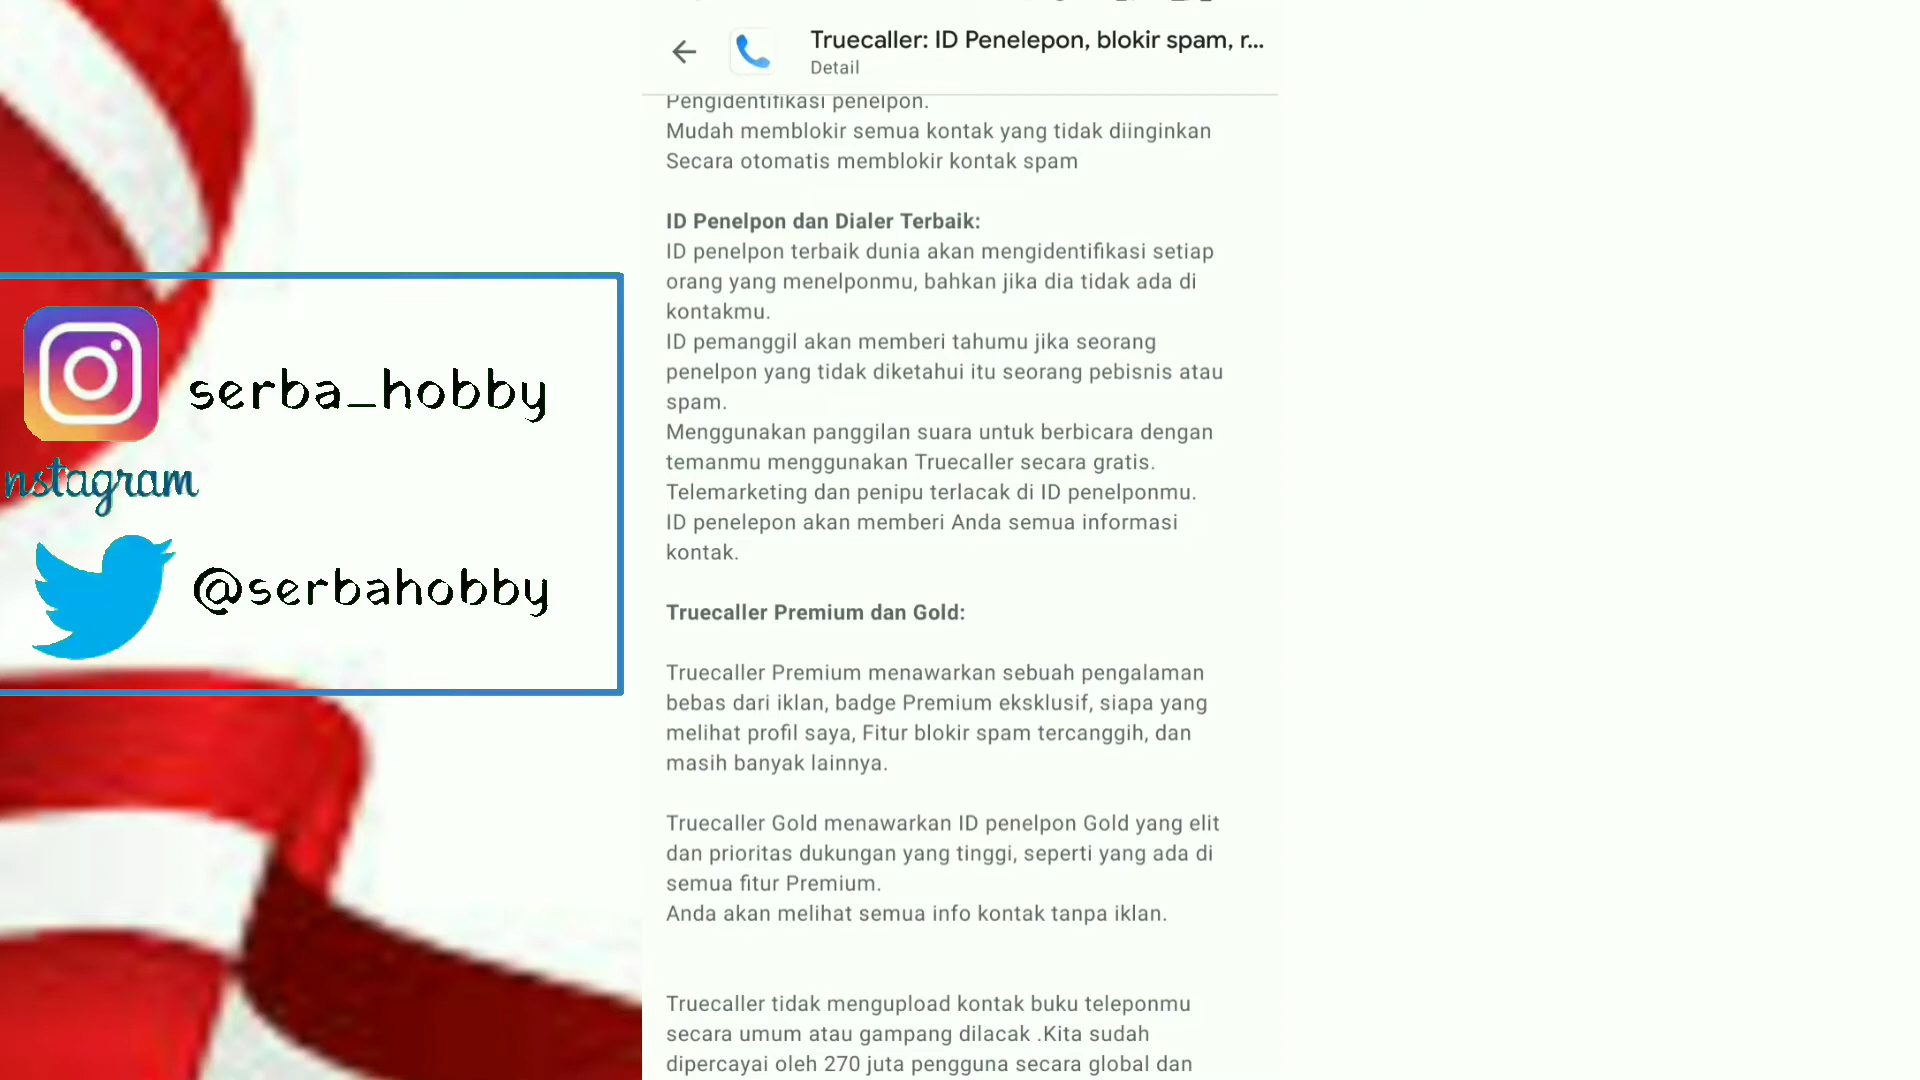 serba_hobby
nstagram
@serbahobby
Truecaller: ID Penelepon, blokir spam, r...
Detail
Pengidentifikasi penelpon.
Mudah memblokir semua kontak yang tidak diinginkan
Secara otomatis memblokir kontak spam
ID Penelpon dan Dialer Terbaik:
ID penelpon terbaik dunia akan mengidentifikasi setiap
orang yang menelponmu, bahkan jika dia tidak ada di
kontakmu.
ID pemanggil akan memberi tahumu jika seorang
penelpon yang tidak diketahui itu seorang pebisnis atau
spam.
Menggunakan panggilan suara untuk berbicara dengan
temanmu menggunakan Truecaller secara gratis.
Telemarketing dan penipu terlacak di ID penelponmu.
ID penelepon akan memberi Anda semua informasi
kontak.
Truecaller Premium dan Gold:
Truecaller Premium menawarkan sebuah pengalaman
bebas dari iklan, badge Premium eksklusif, siapa yang
melihat profil saya, Fitur blokir spam tercanggih, dan
masih banyak lainnya.
Truecaller Gold menawarkan ID penelpon Gold yang elit
dan prioritas dukungan yang tinggi, seperti yang ada di
semua fitur Premium.
Anda akan melihat semua info kontak tanpa iklan.
Truecaller tidak mengupload kontak buku teleponmu
secara umum atau gampang dilacak .Kita sudah
dipercayai oleh 270 juta pengguna secara global dan